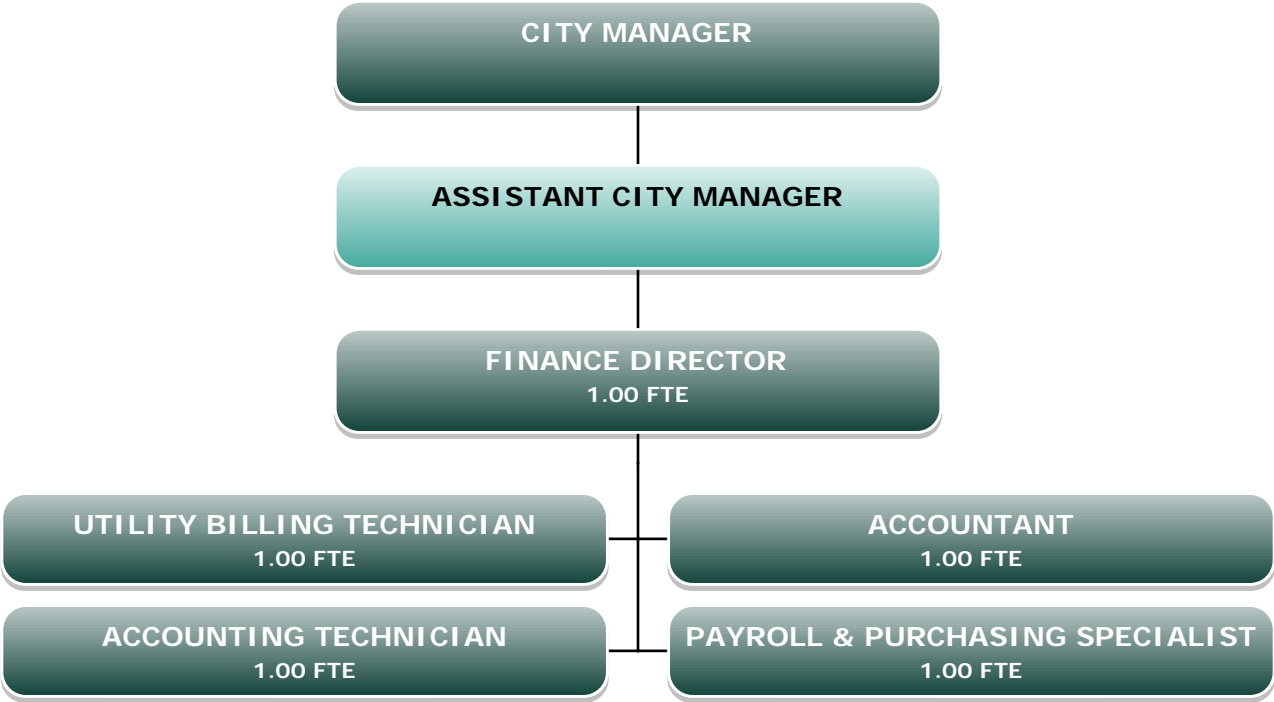 CITY MANAGER
ASSISTANT CITY MANAGER
FINANCE DIRECTOR
1.00 FTE
UTILITY BILLING TECHNICIAN
1.00 FTE
ACCOUNTANT
1.00 FTE
ACCOUNTING TECHNICIAN
1.00 FTE
PAYROLL & PURCHASING SPECIALIST
1.00 FTE